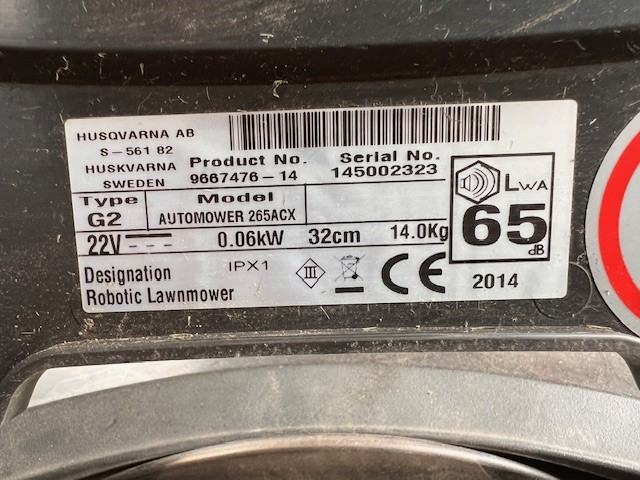 HUSQVARNA AB
S-561 82
HUSKVARNA
SWEDEN
Product No.
9667476-14
Serial No.
145002323
Type
G2
Model
AUTOMOWER 265ACX
22V 0.06kW 32cm 14.0Kg
LWA
65
dB
Designation
Robotic Lawnmower
IPX1
III
CE
2014